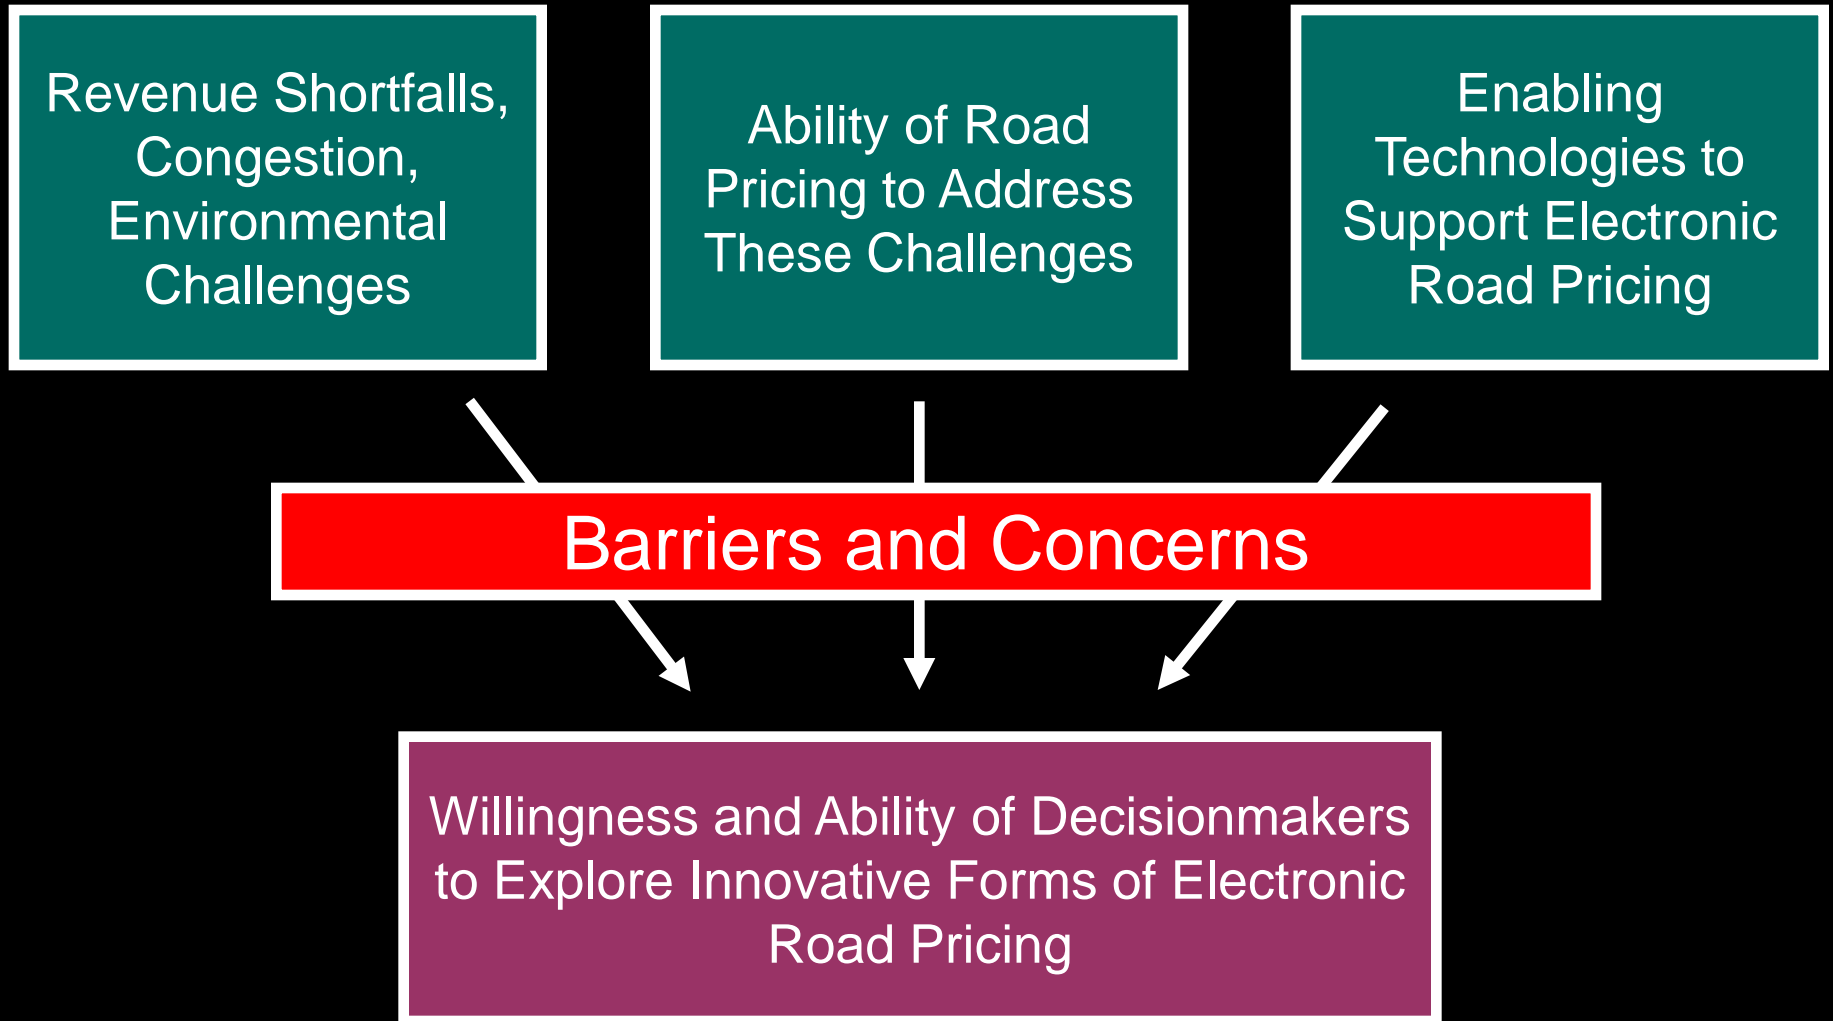 Revenue Shortfalls,
Congestion,
Environmental
Challenges
Ability of Road
Pricing to Address
These Challenges
Enabling
Technologies to
Support Electronic
Road Pricing
Barriers and Concerns
Willingness and Ability of Decisionmakers
to Explore Innovative Forms of Electronic
Road Pricing